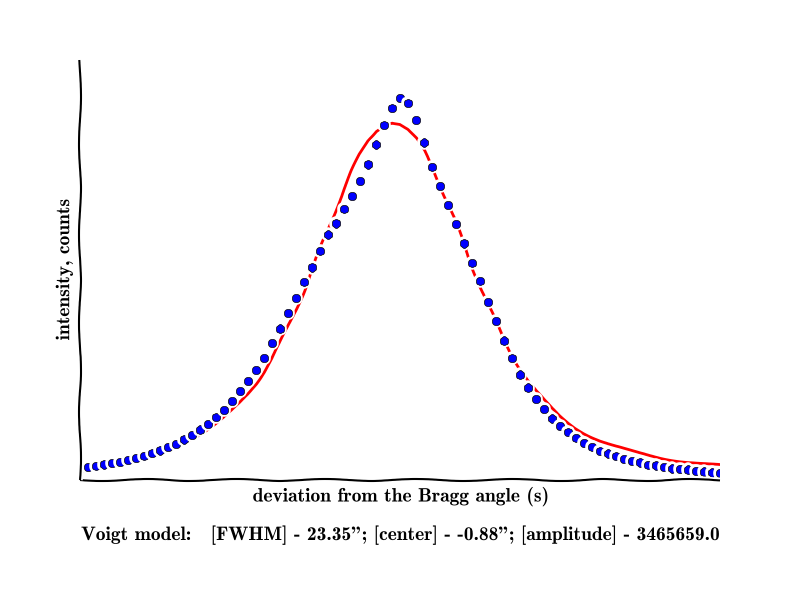 intensity, counts
deviation from the Bragg angle (s)
Voigt model: [FWHM] - 23.35”; [center] - -0.88”; [amplitude] - 3465659.0